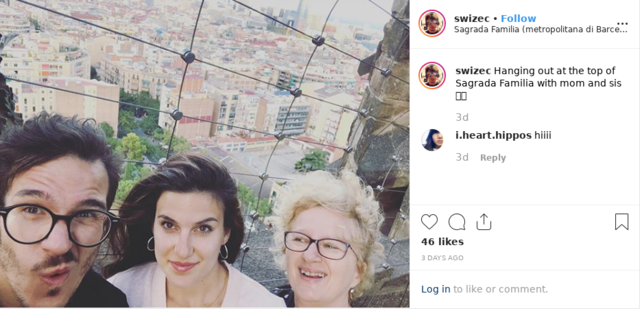 swizec • Follow
Sagrada Familia (metropolitana di Barce...
swizec Hanging out at the top of
Sagrada Familia with mom and sis
3d
i.heart.hippos hiiii
3d Reply
46 likes
3 DAYS AGO
Log in to like or comment.